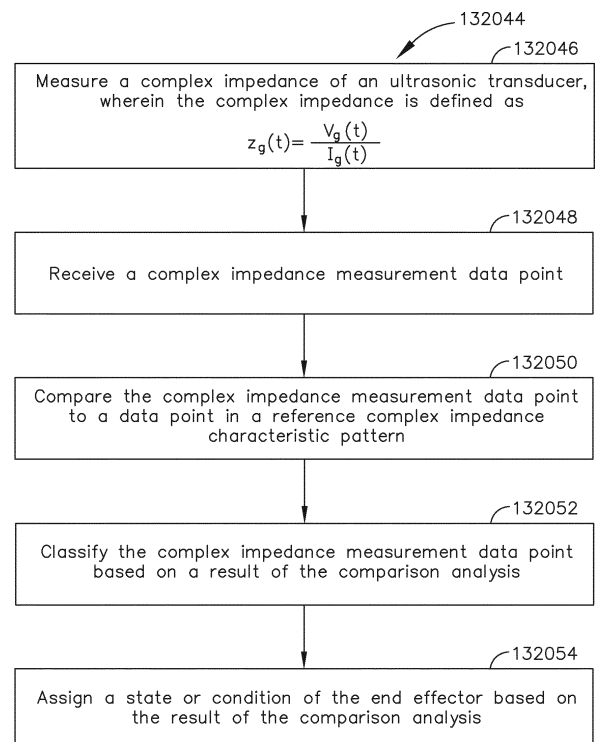 132044
132046
Measure a complex impedance of an ultrasonic transducer,
wherein the complex impedance is defined as
z_g(t)= V_g(t) / I_g(t)
132048
Receive a complex impedance measurement data point
132050
Compare the complex impedance measurement data point
to a data point in a reference complex impedance
characteristic pattern
132052
Classify the complex impedance measurement data point
based on a result of the comparison analysis
132054
Assign a state or condition of the end effector based on
the result of the comparison analysis